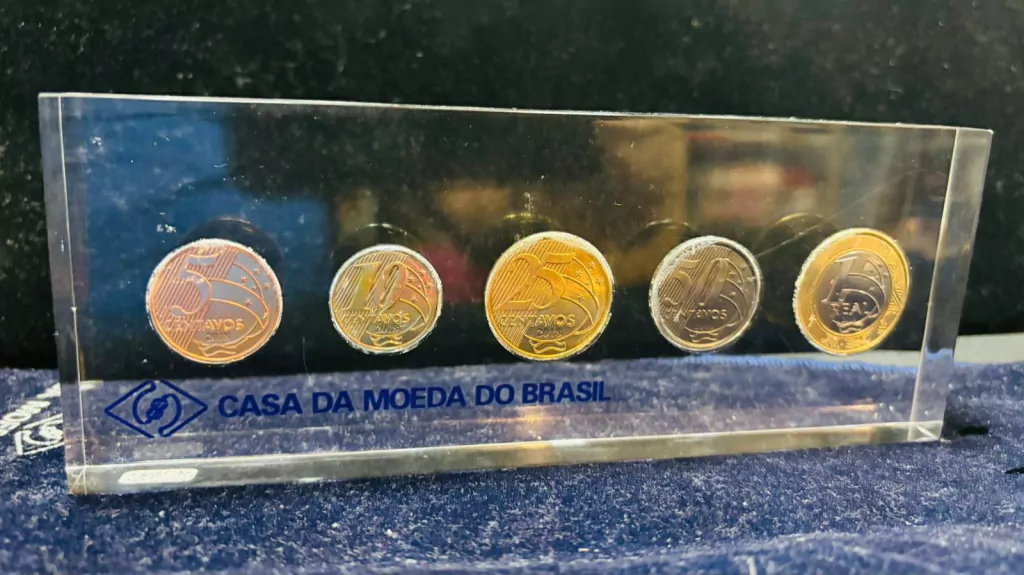 5
CENTAVOS
10
CENTAVOS
25
CENTAVOS
50
CENTAVOS
1
REAL
CASA DA MOEDA DO BRASIL